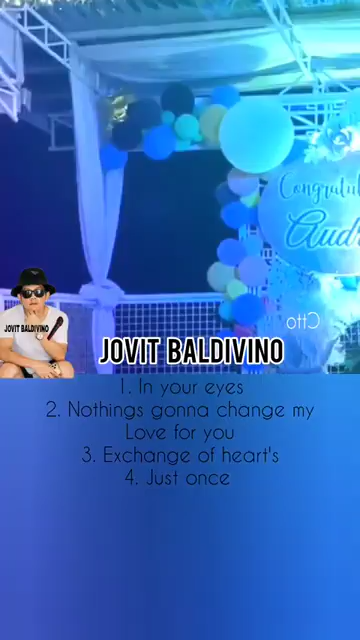 Congratul
Aud
Ctto
JOVIT BALDIVINO
JOVIT BALDIVINO
1. In your eyes
2. Nothings gonna change my
Love for you
3. Exchange of heart's
4. Just once